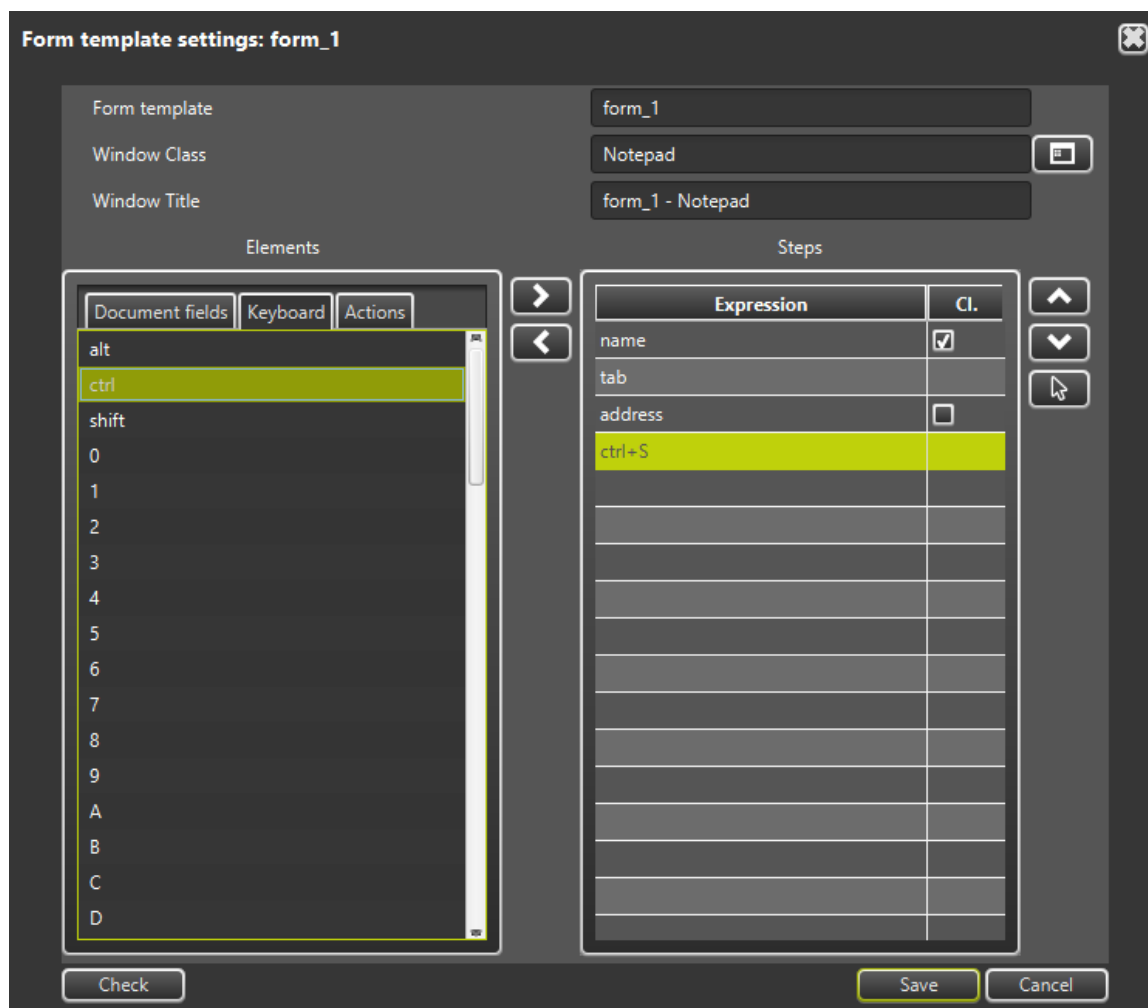 Form template settings: form_1
Form template
form_1
Window Class
Notepad
Window Title
form_1 - Notepad
Elements
Steps
Document fields
Keyboard
Actions
alt
ctrl
shift
0
1
2
3
4
5
6
7
8
9
A
B
C
D
Expression
Cl.
name
tab
address
ctrl+S
Check
Save
Cancel